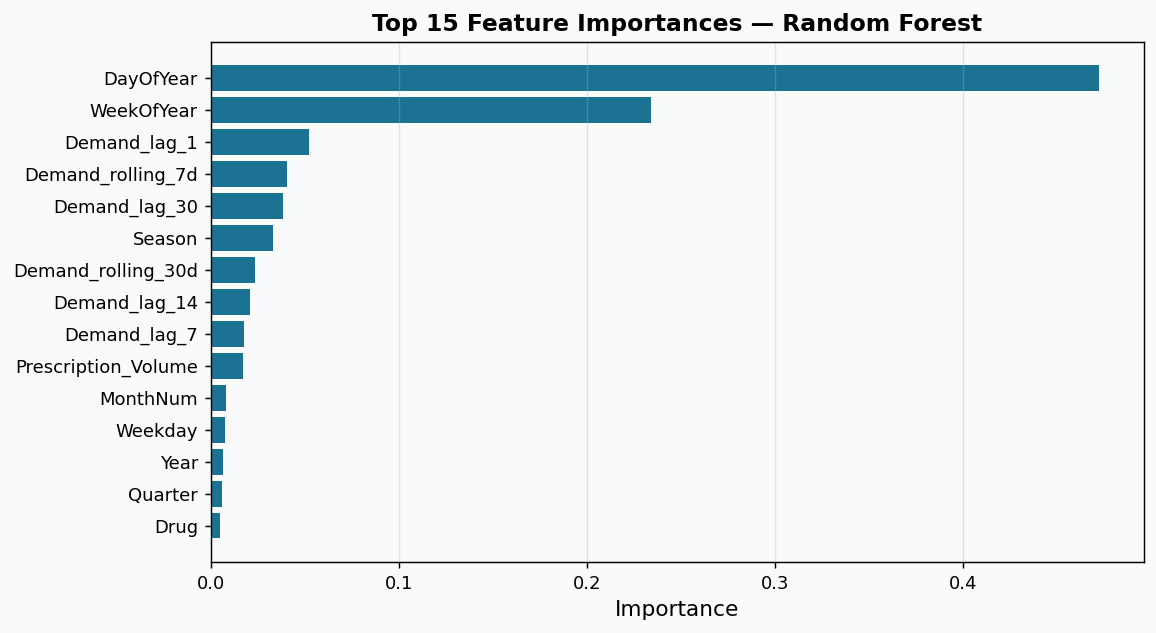 Top 15 Feature Importances — Random Forest
DayOfYear
WeekOfYear
Demand_lag_1
Demand_rolling_7d
Demand_lag_30
Season
Demand_rolling_30d
Demand_lag_14
Demand_lag_7
Prescription_Volume
MonthNum
Weekday
Year
Quarter
Drug
0.0 0.1 0.2 0.3 0.4
Importance